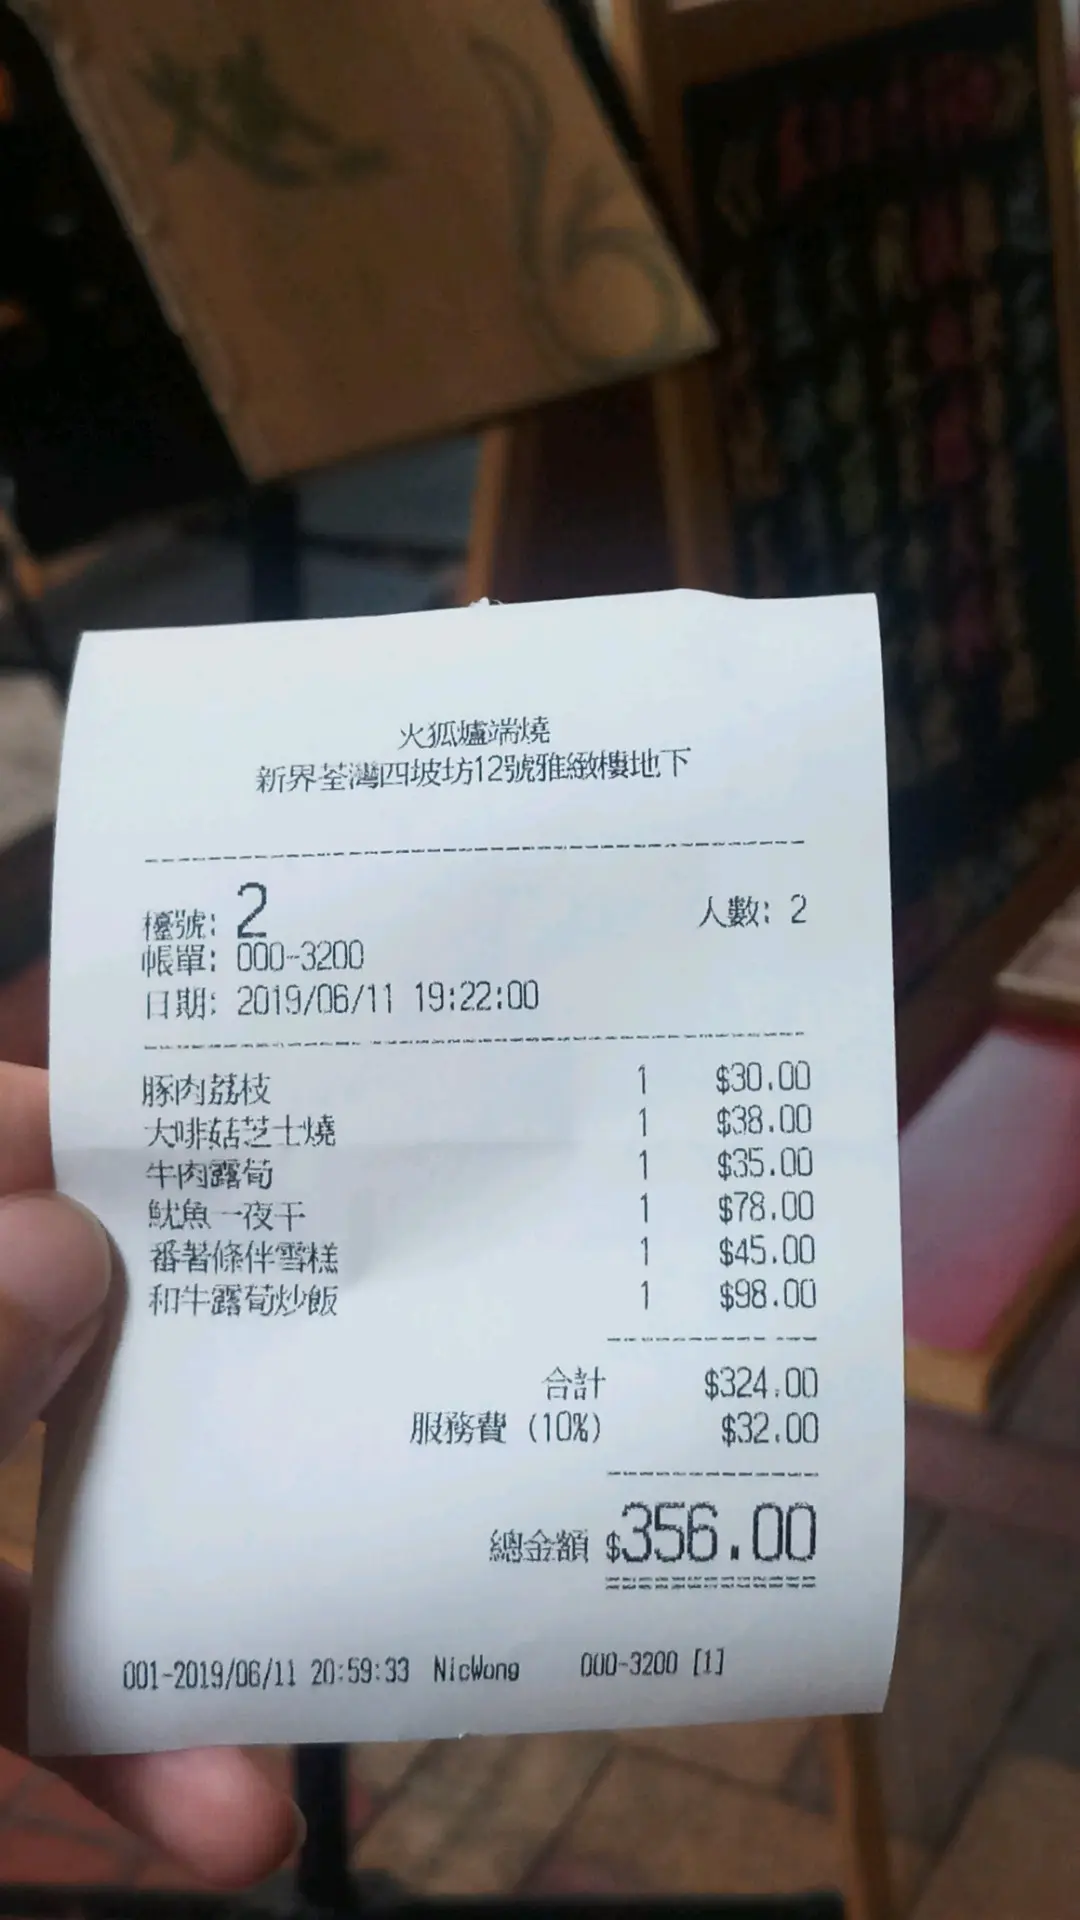 火狐爐端燒
新界荃灣四坡坊12號雅緻樓地下
檯號: 2 人數: 2
帳單: 000-3200
日期: 2019/06/11 19:22:00
豚肉荔枝 1 $30.00
大啡菇芝士燒 1 $38.00
牛肉露荀 1 $35.00
魷魚一夜干 1 $78.00
番薯條伴雪糕 1 $45.00
和牛露荀炒飯 1 $98.00
合計 $324.00
服務費 (10%) $32.00
總金額 $356.00
001-2019/06/11 20:59:33 NicWong 000-3200 [1]